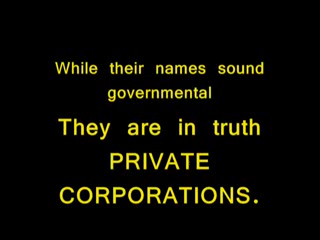 While their names sound
governmental
They are in truth
PRIVATE
CORPORATIONS.